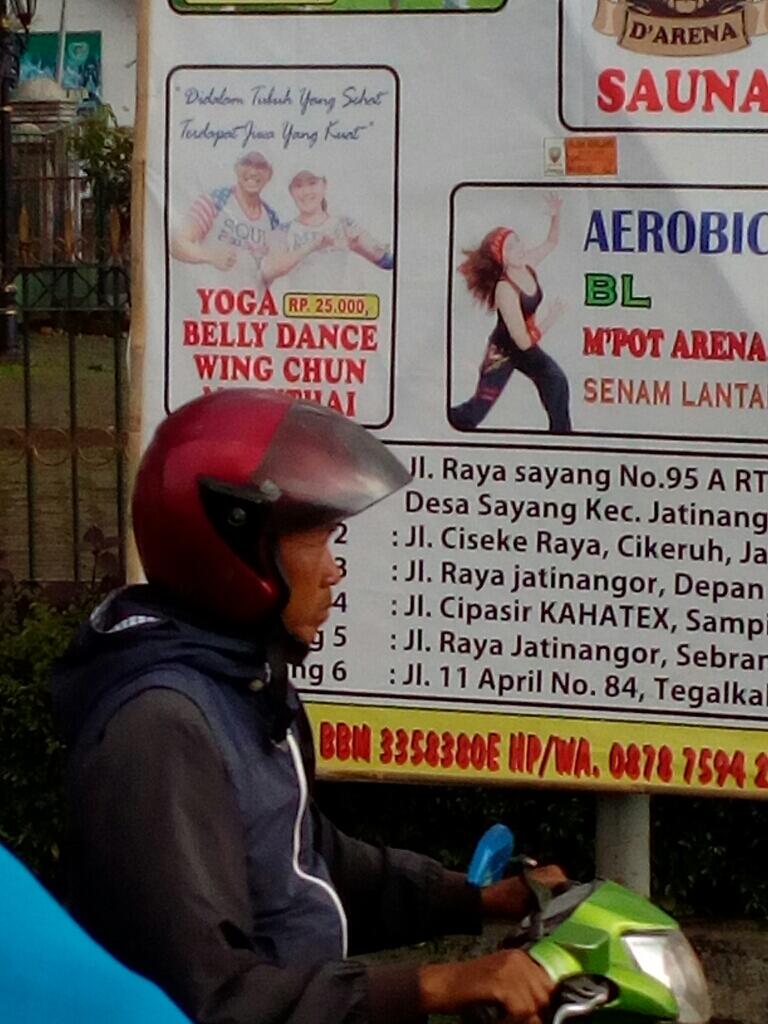 D'ARENA
SAUNA
"Didalam Tubuh Yang Sehat
Terdapat Jiwa Yang Kuat"
SOUL
YOGA RP. 25.000,
BELLY DANCE
WING CHUN
AEROBIC
BL
M'POT ARENA
SENAM LANTA
Jl. Raya sayang No.95 A RT
Desa Sayang Kec. Jatinang
2 : Jl. Ciseke Raya, Cikeruh, Ja
3 : Jl. Raya jatinangor, Depan
4 : Jl. Cipasir KAHATEX, Sampi
g 5 : Jl. Raya Jatinangor, Sebran
ng 6 : Jl. 11 April No. 84, Tegalkal
BBM 3358380E HP/WA. 0878 7594 2